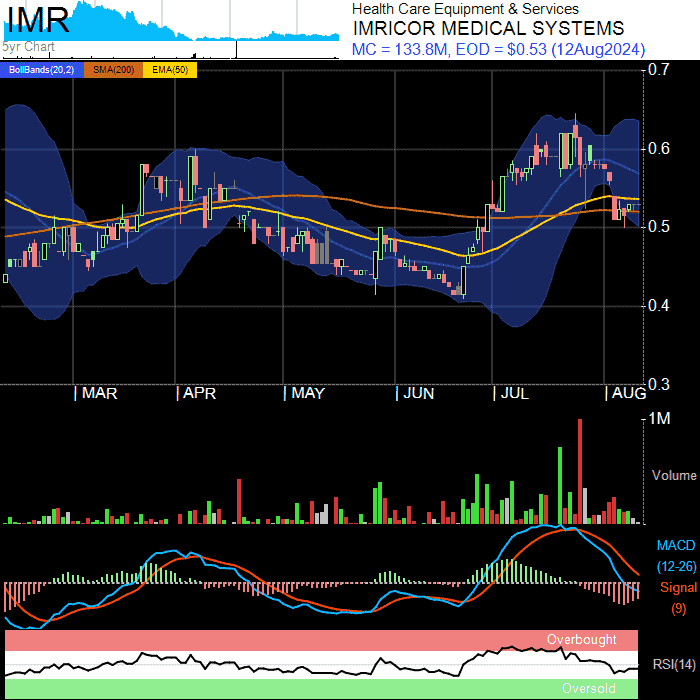 IMR
5yr Chart
Health Care Equipment & Services
IMRICOR MEDICAL SYSTEMS
MC = 133.8M, EOD = $0.53 (12Aug2024)
BollBands(20,2) SMA(200) EMA(50)
0.7
0.6
0.5
0.4
0.3
| MAR | APR | MAY | JUN | JUL | AUG
1M
Volume
MACD
(12-26)
Signal
(9)
Overbought
RSI(14)
Oversold